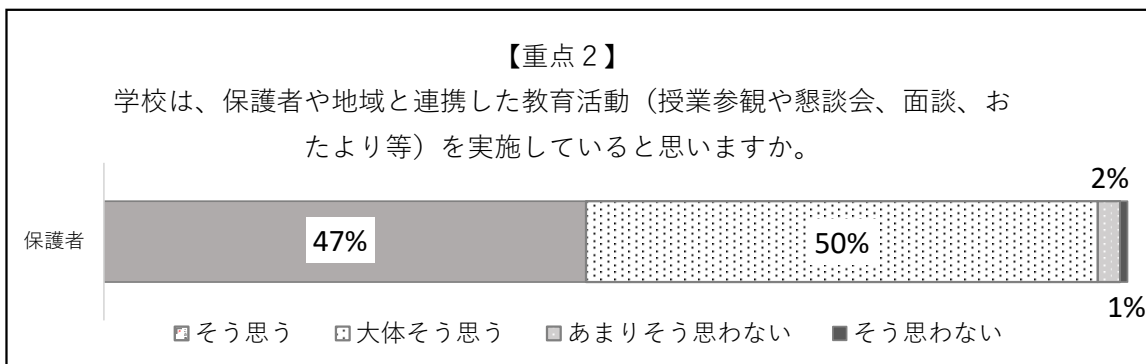 【重点２】
学校は、保護者や地域と連携した教育活動（授業参観や懇談会、面談、お
たより等）を実施していると思いますか。
2%
保護者
47%
50%
1%
そう思う 大体そう思う あまりそう思わない そう思わない